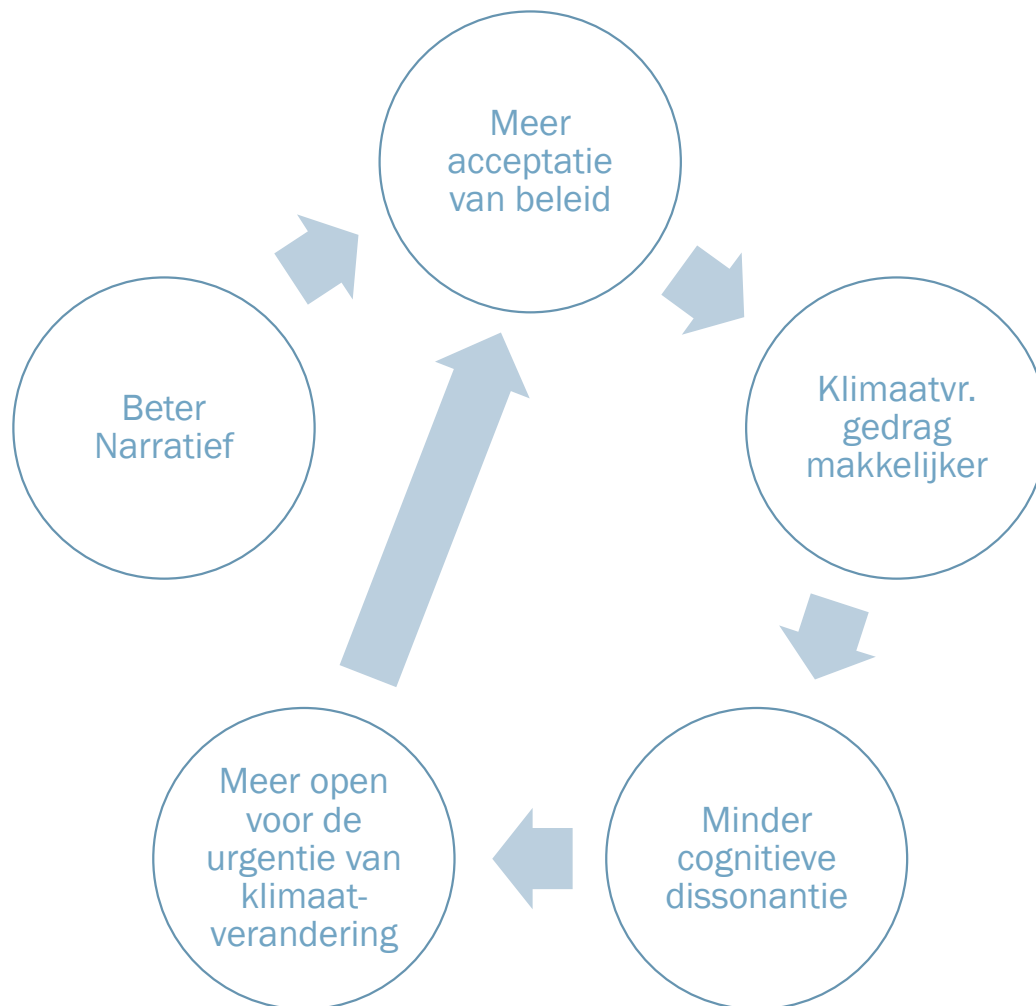 Meer
acceptatie
van beleid
Beter
Narratief
Klimaatvr.
gedrag
makkelijker
Meer open
voor de
urgentie van
klimaat-
verandering
Minder
cognitieve
dissonantie